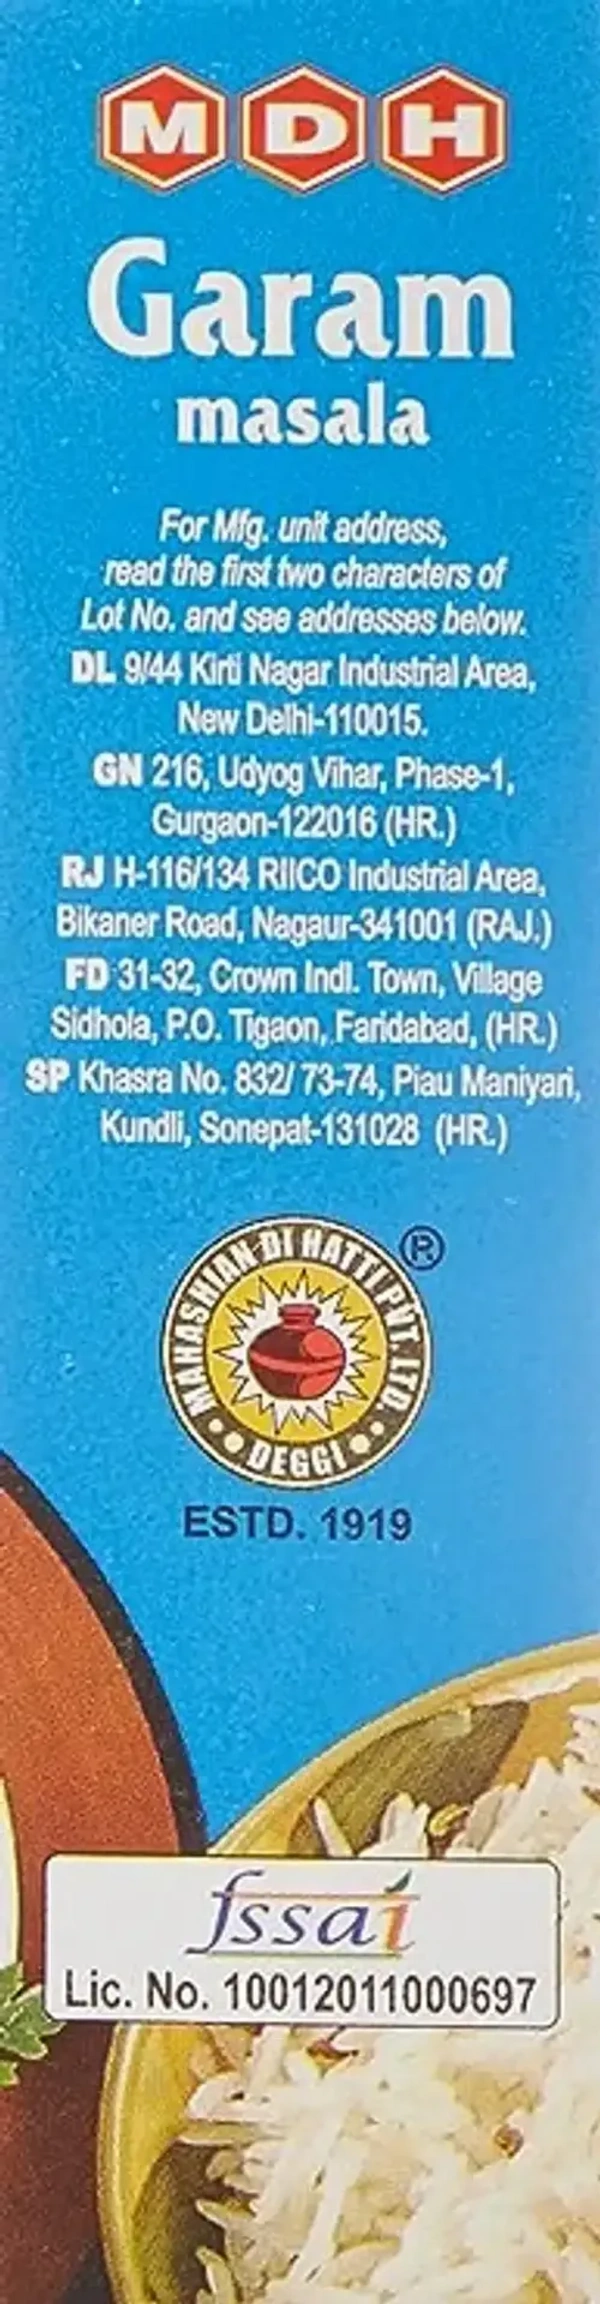 MDH
Garam
masala
For Mfg. unit address,
read the first two characters of
Lot No. and see addresses below.
DL 9/44 Kirti Nagar Industrial Area,
New Delhi-110015.
GN 216, Udyog Vihar, Phase-1,
Gurgaon-122016 (HR.)
RJ H-116/134 RIICO Industrial Area,
Bikaner Road, Nagaur-341001 (RAJ.)
FD 31-32, Crown Indl. Town, Village
Sidhola, P.O. Tigaon, Faridabad, (HR.)
SP Khasra No. 832/ 73-74, Piau Maniyari,
Kundli, Sonepat-131028 (HR.)
MAHASHIAN DI HATTI PVT. LTD.
®
DEGGI
ESTD. 1919
fssai
Lic. No. 10012011000697